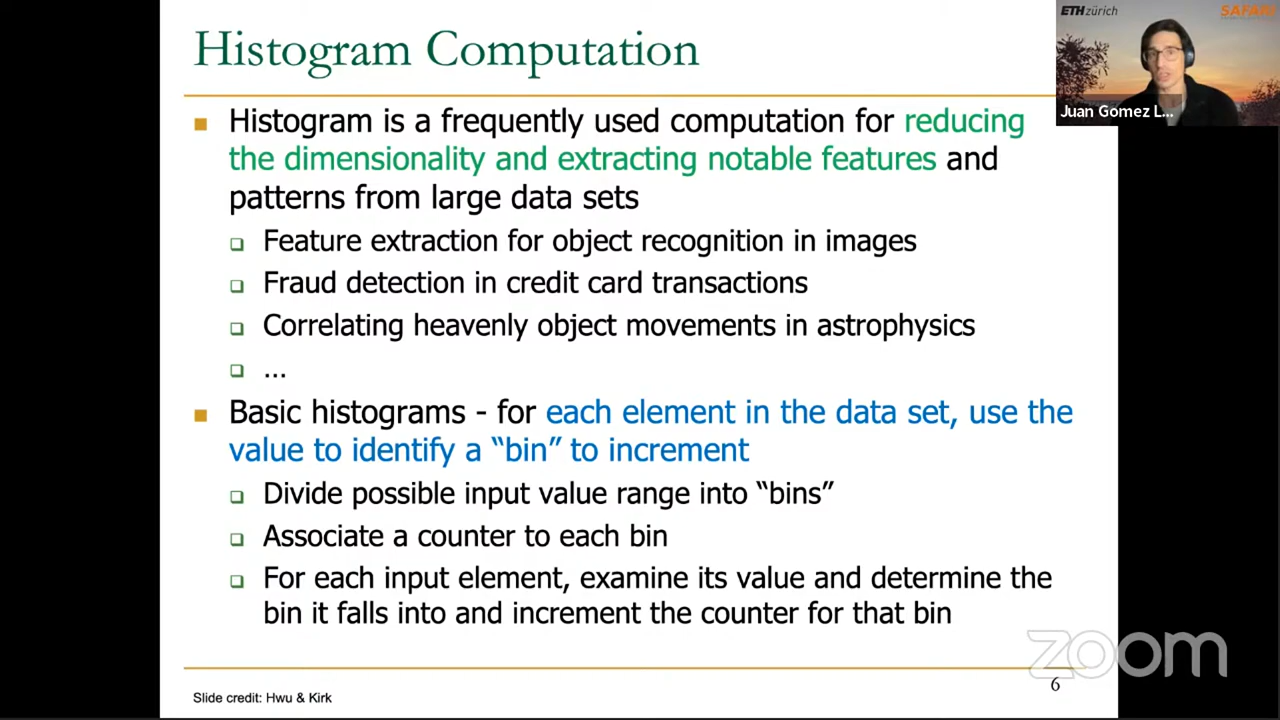 Histogram Computation
ETH zürich
SAFARI
Juan Gomez L...
Histogram is a frequently used computation for reducing
the dimensionality and extracting notable features and
patterns from large data sets
Feature extraction for object recognition in images
Fraud detection in credit card transactions
Correlating heavenly object movements in astrophysics
...
Basic histograms - for each element in the data set, use the
value to identify a “bin” to increment
Divide possible input value range into “bins”
Associate a counter to each bin
For each input element, examine its value and determine the
bin it falls into and increment the counter for that bin
zoom
Slide credit: Hwu & Kirk
6